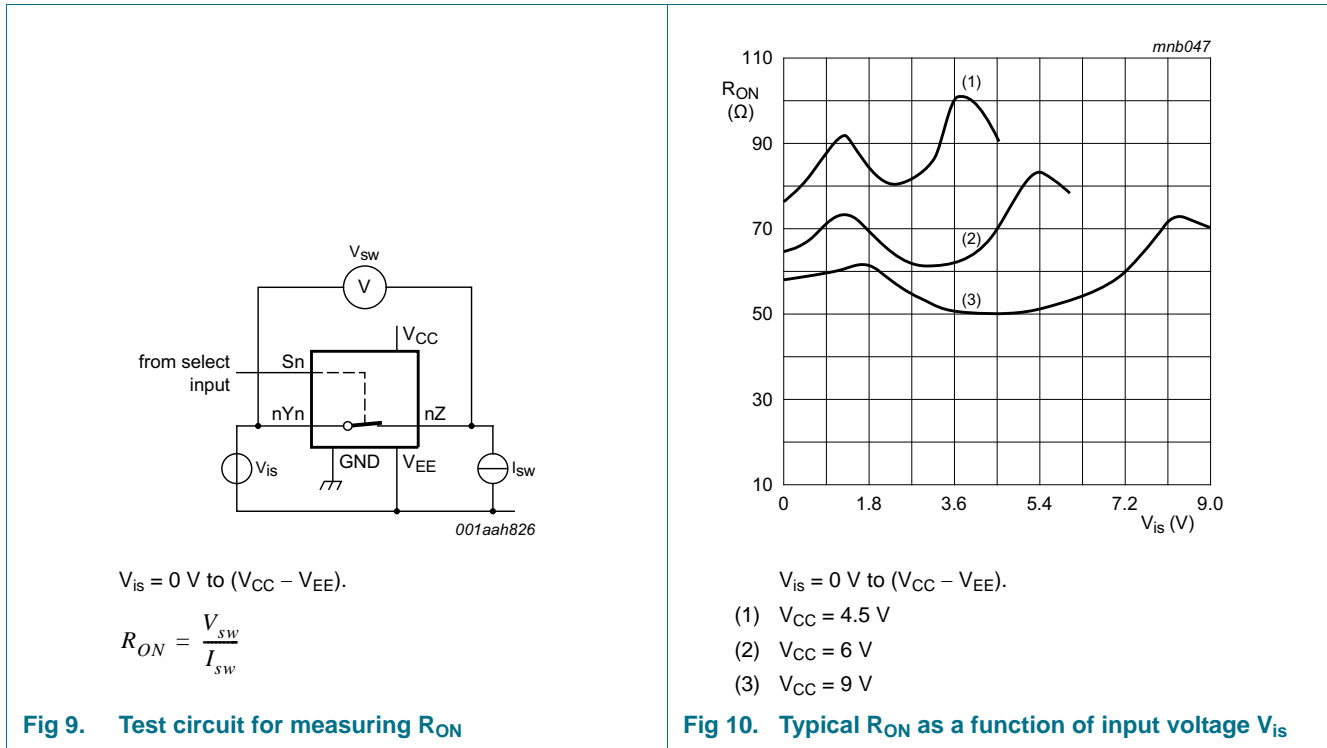 V_sw
V
V_CC
from select
input
Sn
nYn
nZ
V_is
GND
V_EE
I_sw
001aah826
V_is = 0 V to (V_CC − V_EE).
R_ON = V_sw / I_sw
Fig 9. Test circuit for measuring R_ON
mnb047
R_ON
(Ω)
110
90
70
50
30
10
(1)
(2)
(3)
0 1.8 3.6 5.4 7.2 9.0
V_is (V)
V_is = 0 V to (V_CC − V_EE).
(1) V_CC = 4.5 V
(2) V_CC = 6 V
(3) V_CC = 9 V
Fig 10. Typical R_ON as a function of input voltage V_is